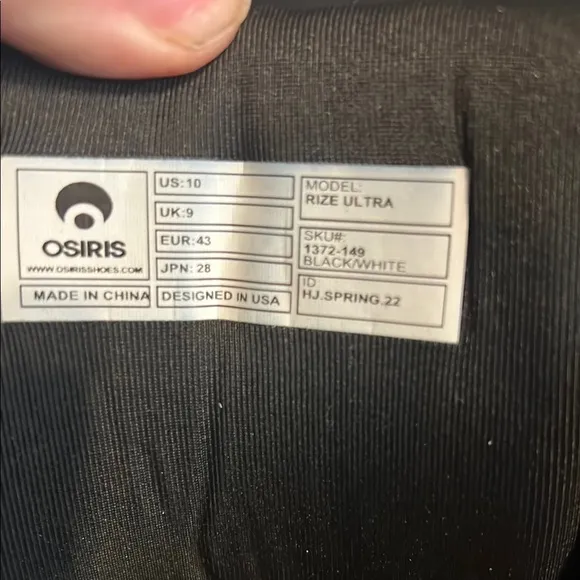 OSIRIS
WWW.OSIRISSHOES.COM
MADE IN CHINA
US:10
UK:9
EUR:43
JPN: 28
DESIGNED IN USA
MODEL:
RIZE ULTRA
SKU#:
1372-149
BLACK/WHITE
ID
HJ.SPRING.22